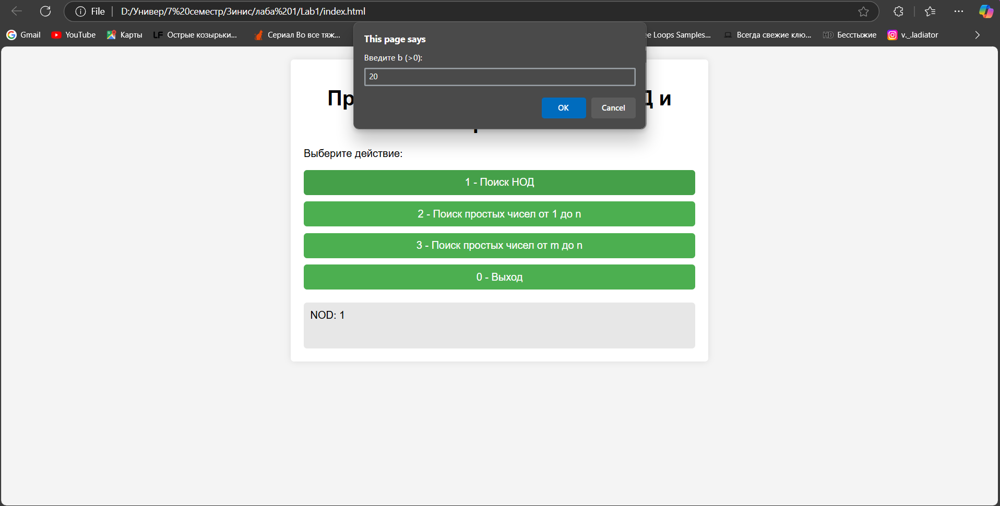 File D:/Универ/7%20семестр/Зинис/лаба%201/Lab1/index.html
Gmail YouTube Карты LF Острые козырьки... Сериал Во все тяж... Loops Samples... Всегда свежие клю... HD Бесстыжие v._.ladiator
This page says
Введите b (>0):
20
OK Cancel
и
Выберите действие:
1 - Поиск НОД
2 - Поиск простых чисел от 1 до n
3 - Поиск простых чисел от m до n
0 - Выход
NOD: 1